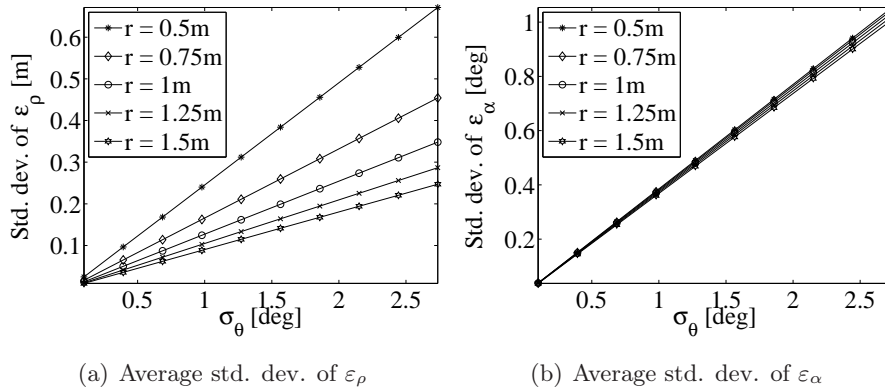 Std. dev. of ε_ρ [m]
0.6
0.5
0.4
0.3
0.2
0.1
r = 0.5m
r = 0.75m
r = 1m
r = 1.25m
r = 1.5m
0.5 1 1.5 2 2.5
σ_θ [deg]
(a) Average std. dev. of ε_ρ
Std. dev. of ε_α [deg]
1
0.8
0.6
0.4
0.2
r = 0.5m
r = 0.75m
r = 1m
r = 1.25m
r = 1.5m
0.5 1 1.5 2 2.5
σ_θ [deg]
(b) Average std. dev. of ε_α